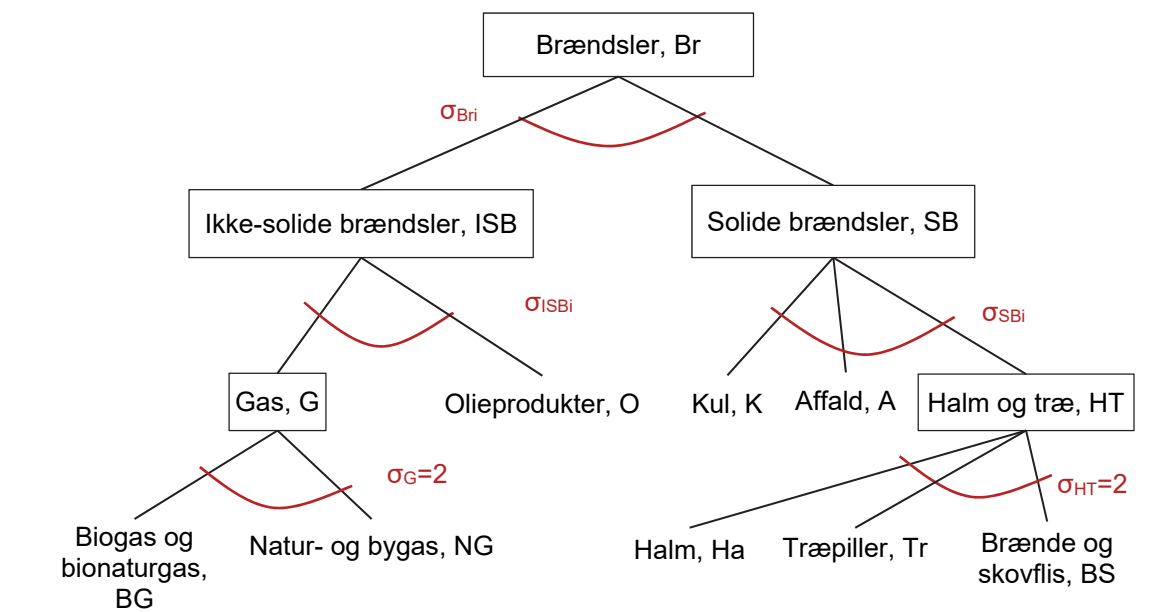 Brændsler, Br
σBri
Ikke-solide brændsler, ISB
Solide brændsler, SB
σISBi
σSBi
Gas, G
Olieprodukter, O
Kul, K
Affald, A
Halm og træ, HT
σG=2
σHT=2
Biogas og
bionaturgas,
BG
Natur- og bygas, NG
Halm, Ha
Træpiller, Tr
Brænde og
skovflis, BS